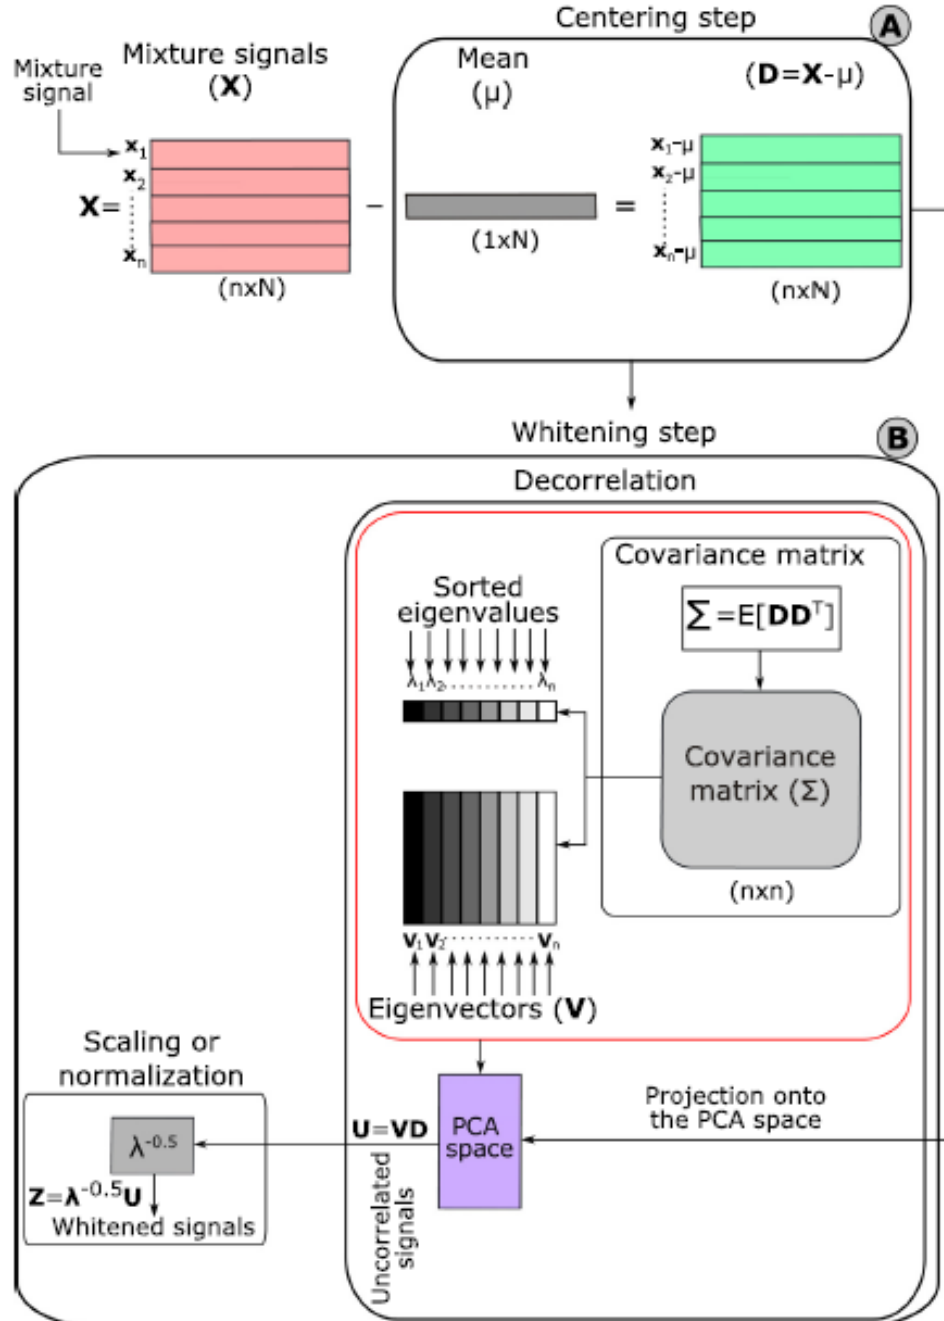 Centering step
A
Mixture signals
(X)
Mixture
signal
Mean
(μ)
(D=X-μ)
x₁
x₂
X=
xₙ
(nxN)
−
(1xN)
=
x₁-μ
x₂-μ
xₙ-μ
(nxN)
Whitening step
B
Decorrelation
Covariance matrix
Σ=E[DDᵀ]
Covariance
matrix (Σ)
(nxn)
Sorted
eigenvalues
λ₁ λ₂ λₙ
V₁ V₂ Vₙ
Eigenvectors (V)
Scaling or
normalization
λ⁻⁰·⁵
Z=λ⁻⁰·⁵U
Whitened signals
U=VD
Uncorrelated
signals
PCA
space
Projection onto
the PCA space